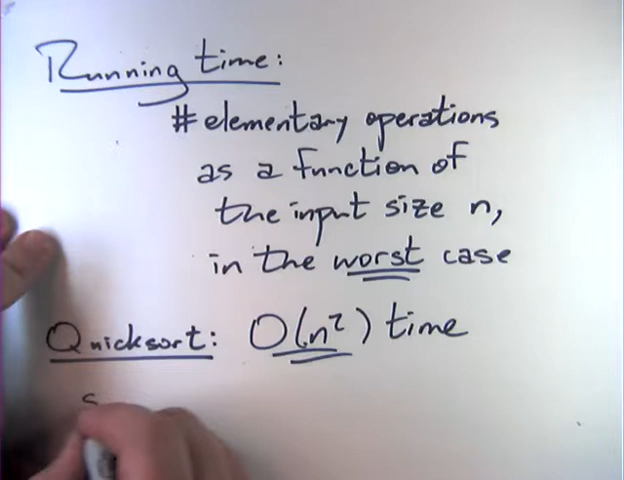 Running time:
# elementary operations
as a function of
the input size n,
in the worst case
Quicksort: O(n²) time
S